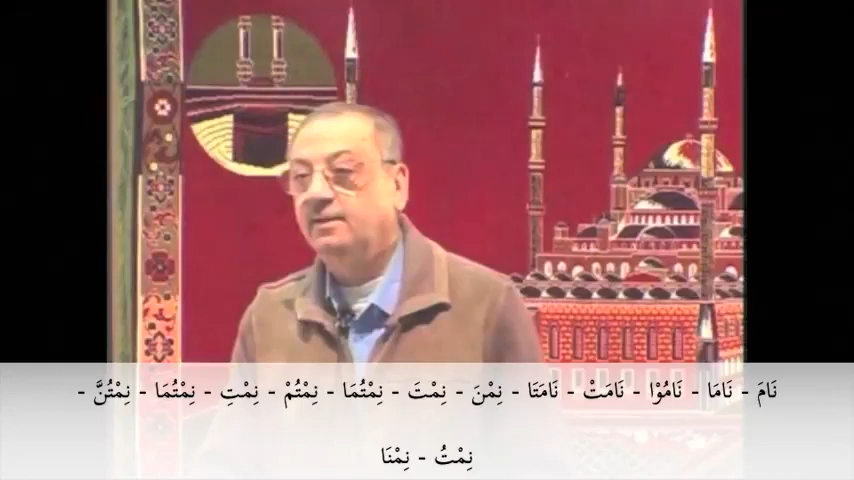 نَامَ - نَامَا - نَامُوْا - نَامَتْ - نَامَتَا - نِمْنَ - نِمْتَ - نِمْتُمَا - نِمْتُمْ - نِمْتِ - نِمْتُمَا - نِمْتُنَّ -
نِمْتُ - نِمْنَا